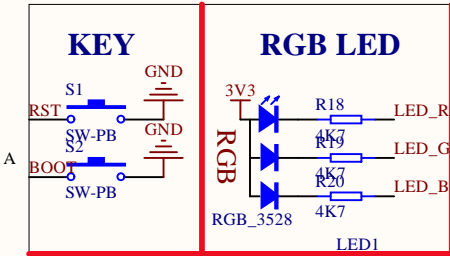 KEY
RGB LED
S1
GND
RST
SW-PB
S2
GND
A
BOOT
SW-PB
3V3
RGB
R18
LED_R
4K7
R19
LED_G
4K7
R20
LED_B
4K7
RGB_3528
LED1